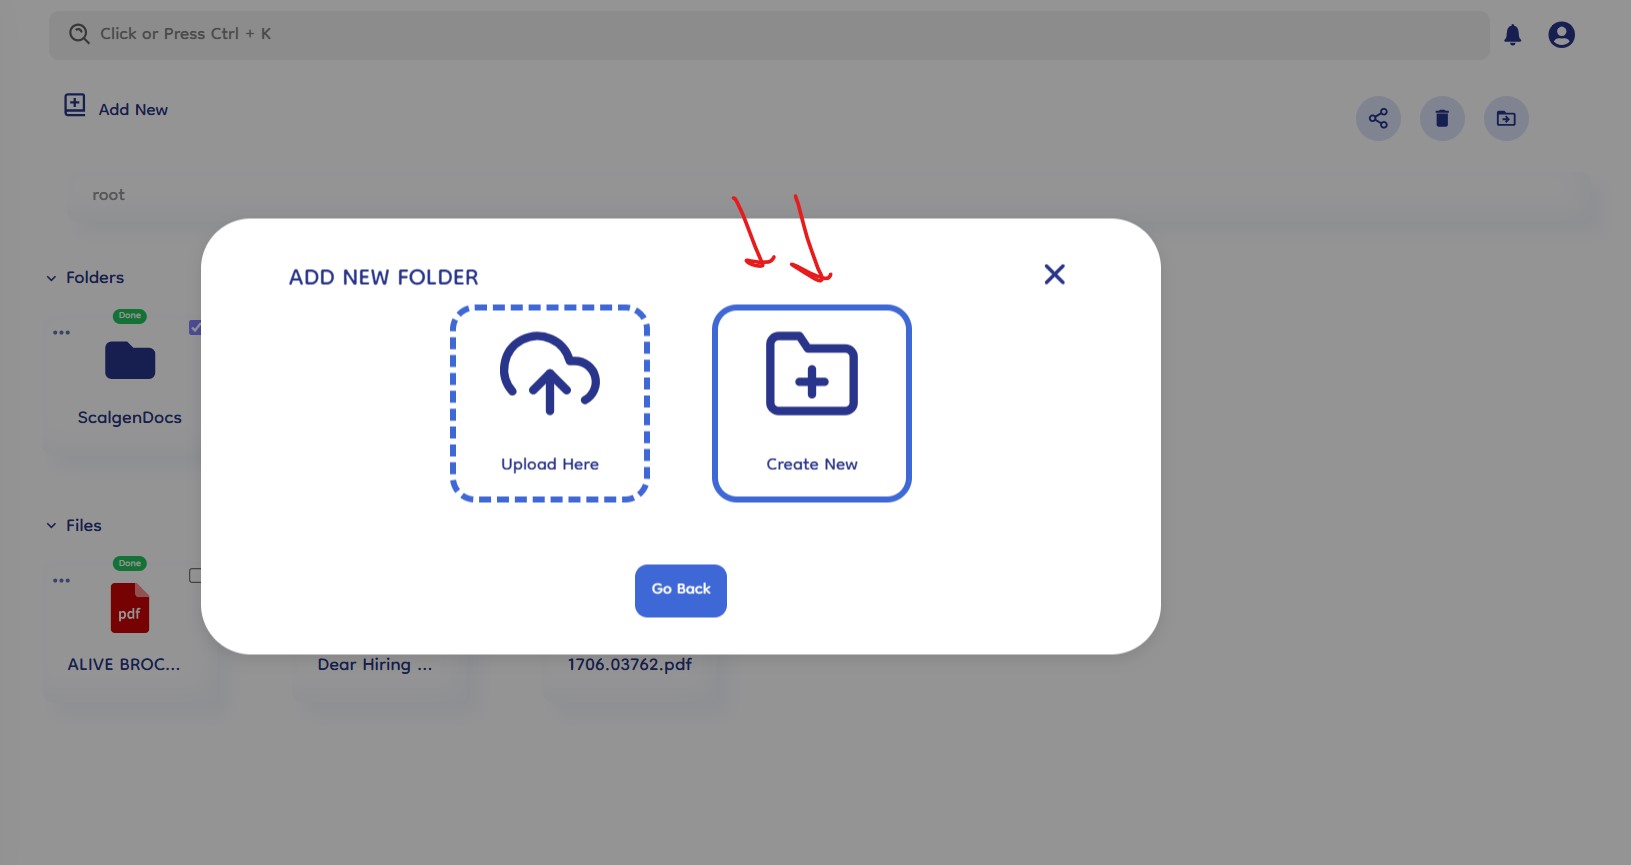 Click or Press Ctrl + K
Add New
root
ADD NEW FOLDER
Folders
Done
ScalgenDocs
Upload Here
Create New
Files
Done
pdf
Go Back
ALIVE BROC...
Dear Hiring ...
1706.03762.pdf